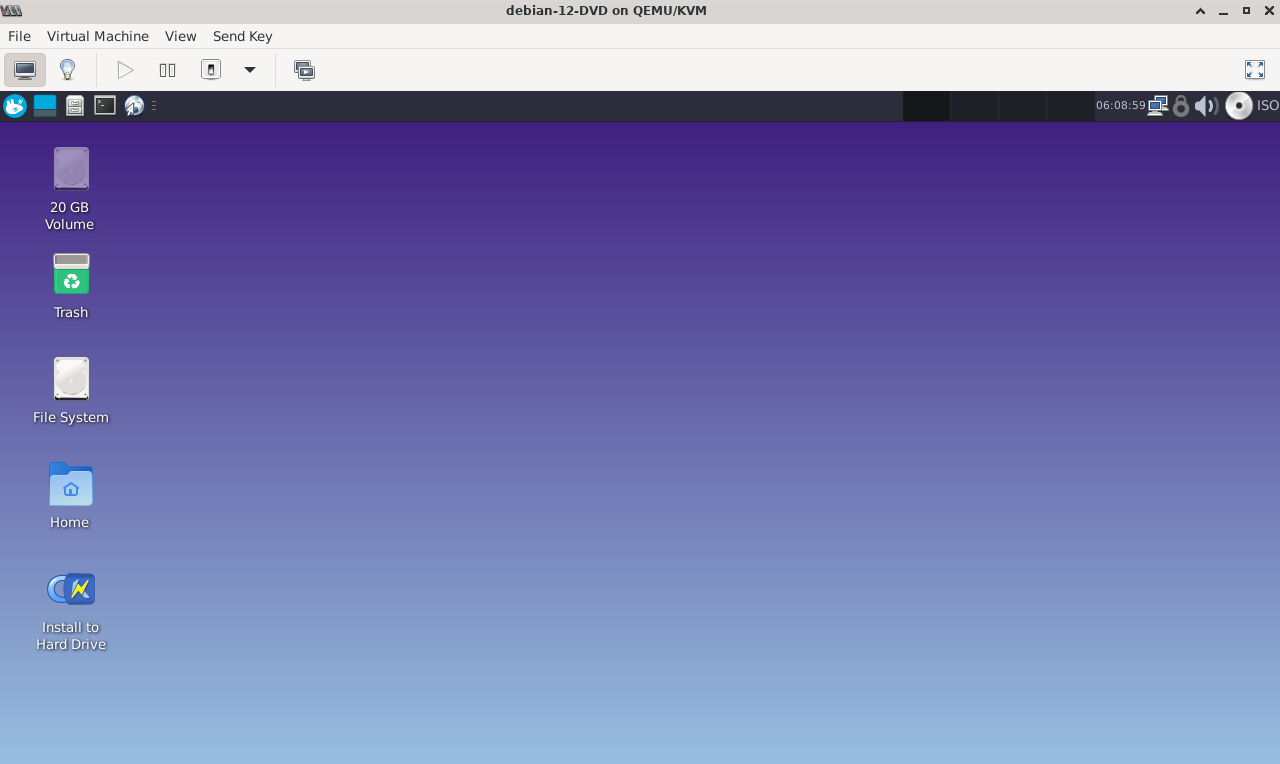 debian-12-DVD on QEMU/KVM
File Virtual Machine View Send Key
06:08:59 ISO
20 GB
Volume
Trash
File System
Home
Install to
Hard Drive